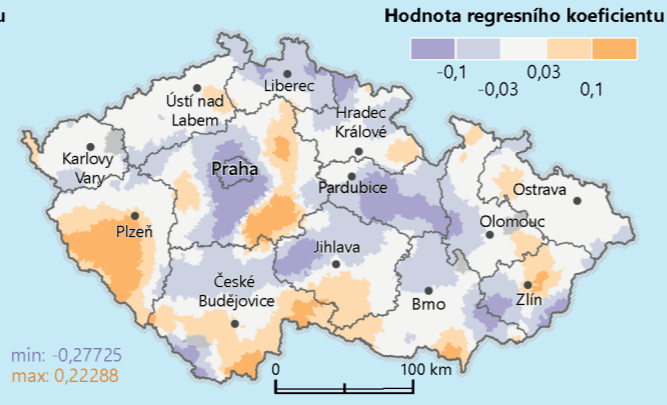 u
Hodnota regresního koeficientu
-0,1
0,03
-0,03
0,1
Liberec
Ústí nad
Labem
Hradec
Králové
Karlovy
Vary
Praha
Pardubice
Ostrava
Plzeň
Olomouc
Jihlava
České
Budějovice
Brno
Zlín
min: -0,27725
max: 0,22288
0
100 km